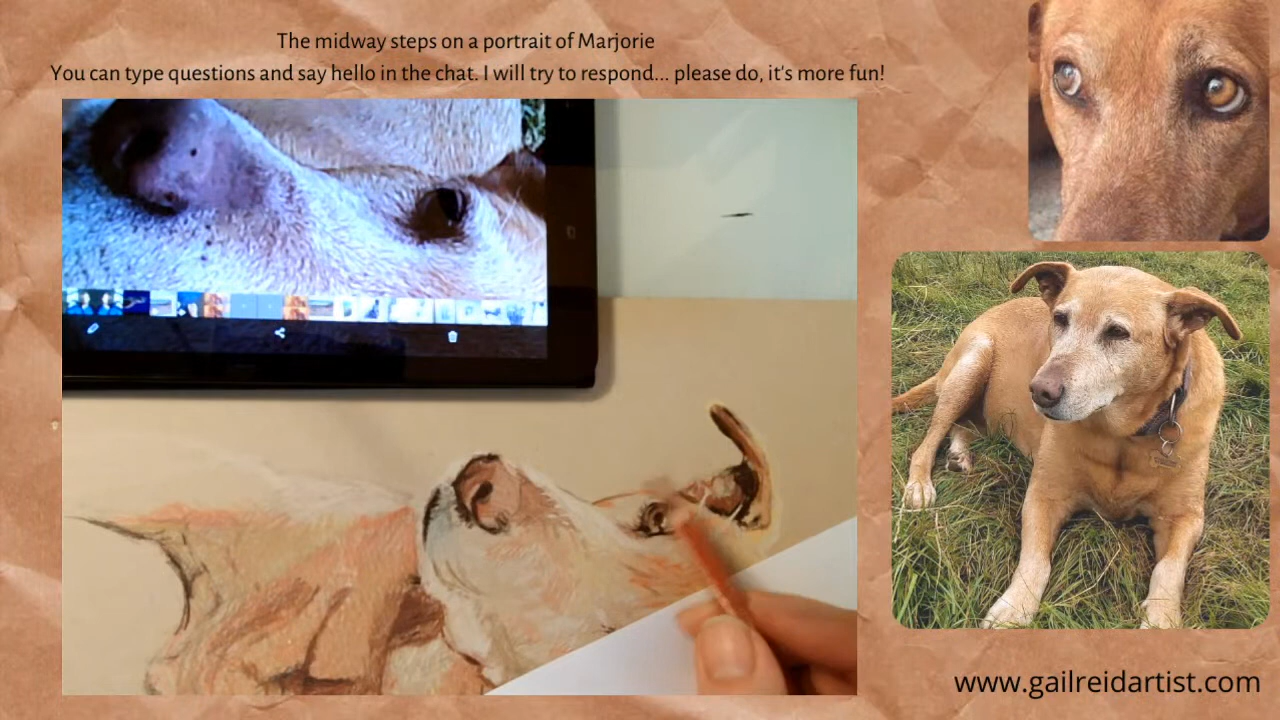 The midway steps on a portrait of Marjorie
You can type questions and say hello in the chat. I will try to respond... please do, it's more fun!
www.gailreidartist.com